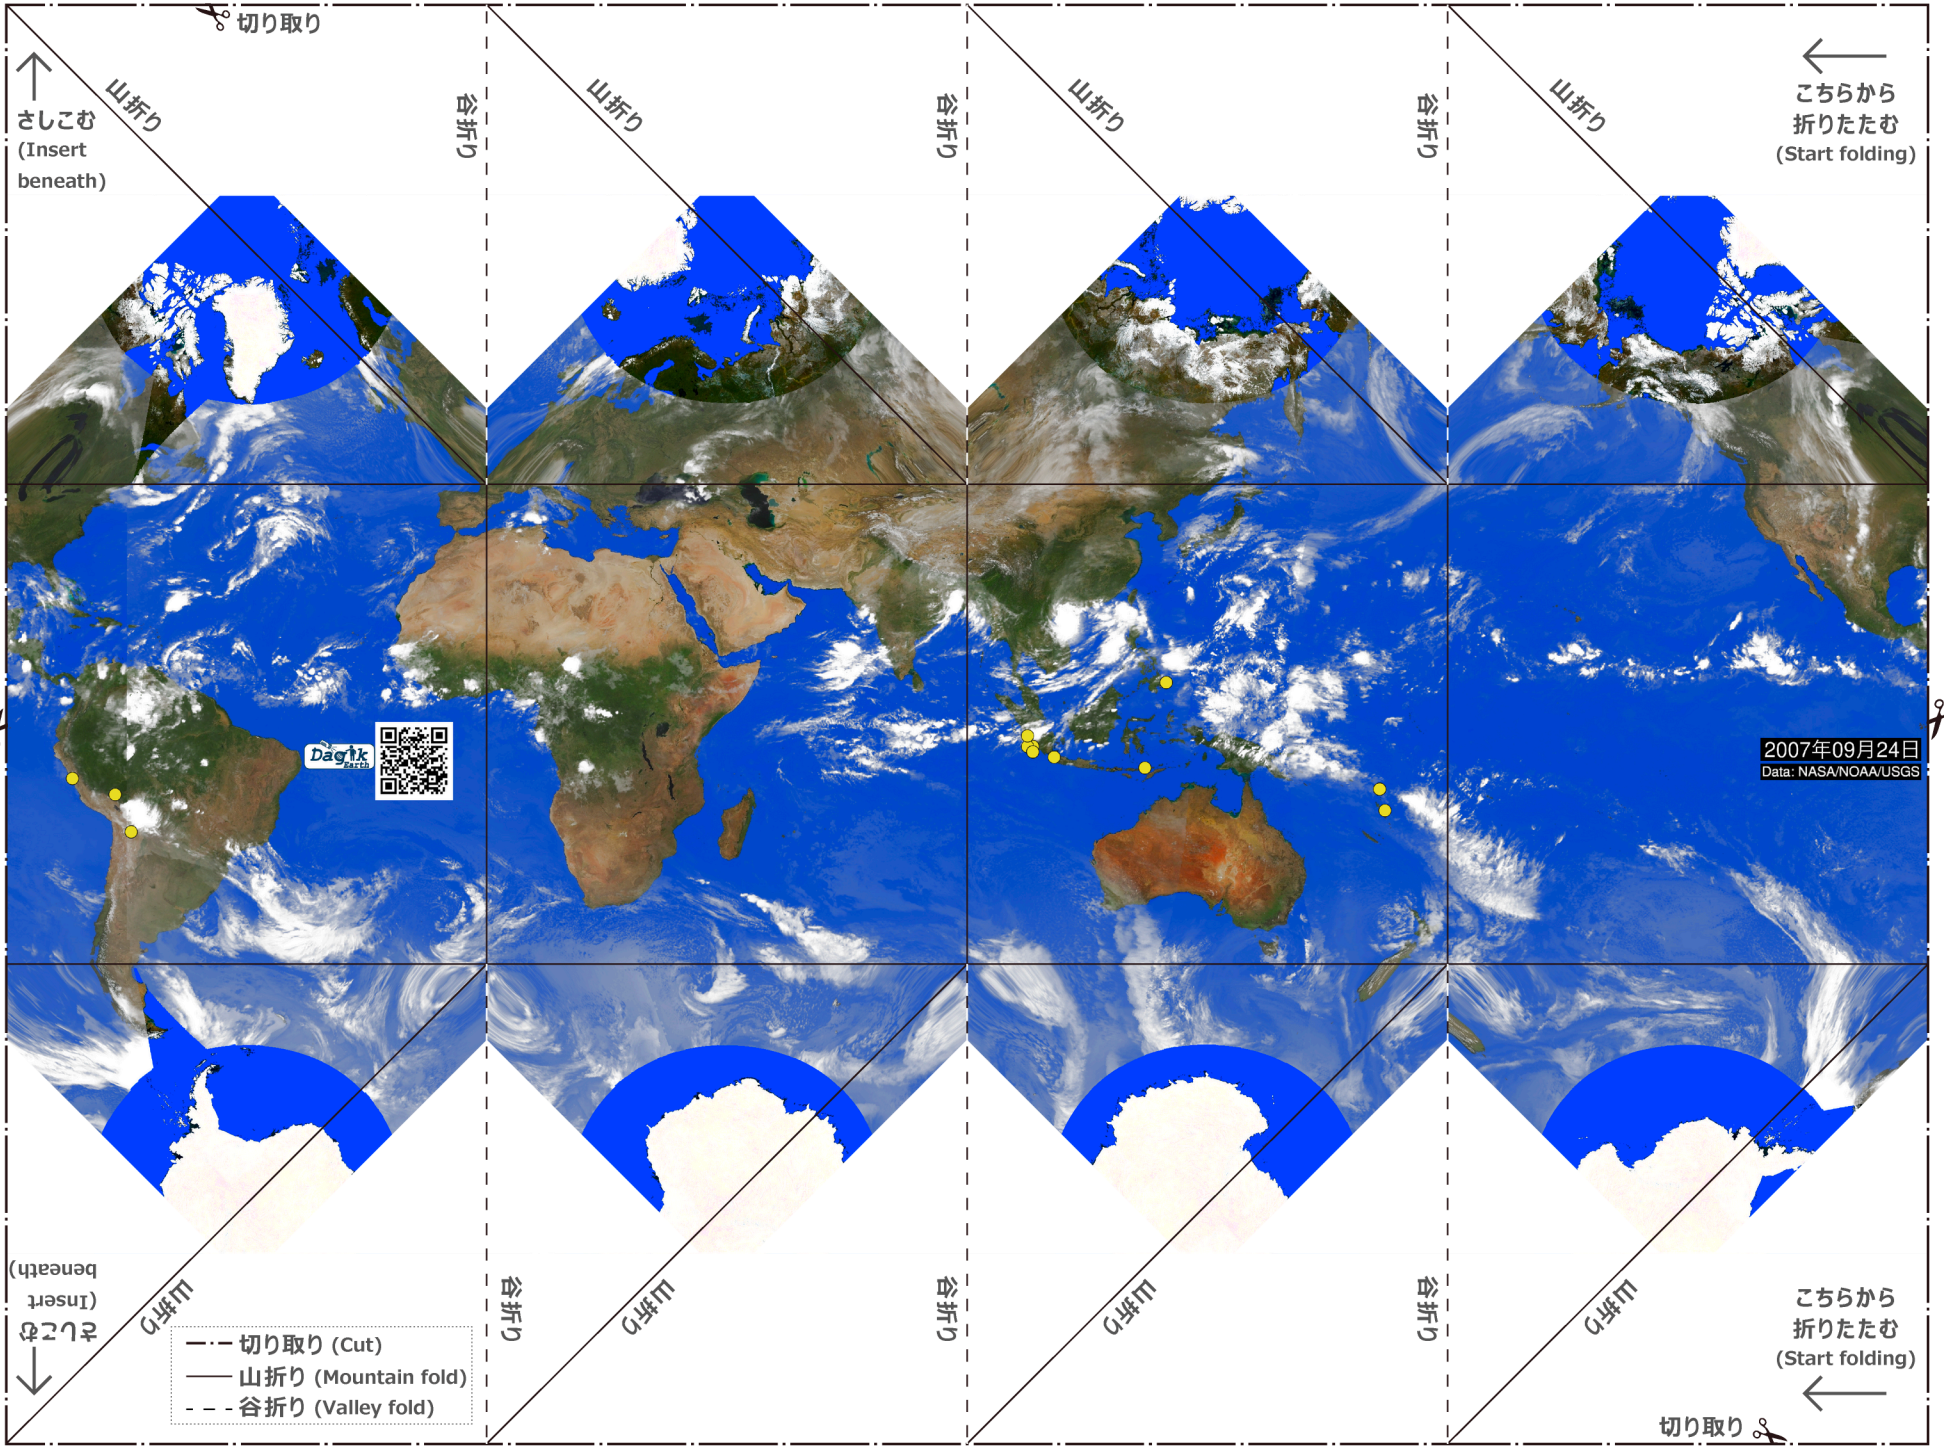 切り取り
山折り
谷折り
山折り
谷折り
山折り
谷折り
山折り
さしこむ
(Insert
beneath)
こちらから
折りたたむ
(Start folding)
Dagik
Earth
2007年09月24日
Data: NASA/NOAA/USGS
さしこむ
(Insert
beneath)
山折り
谷折り
山折り
谷折り
山折り
谷折り
山折り
切り取り (Cut)
山折り (Mountain fold)
谷折り (Valley fold)
こちらから
折りたたむ
(Start folding)
切り取り